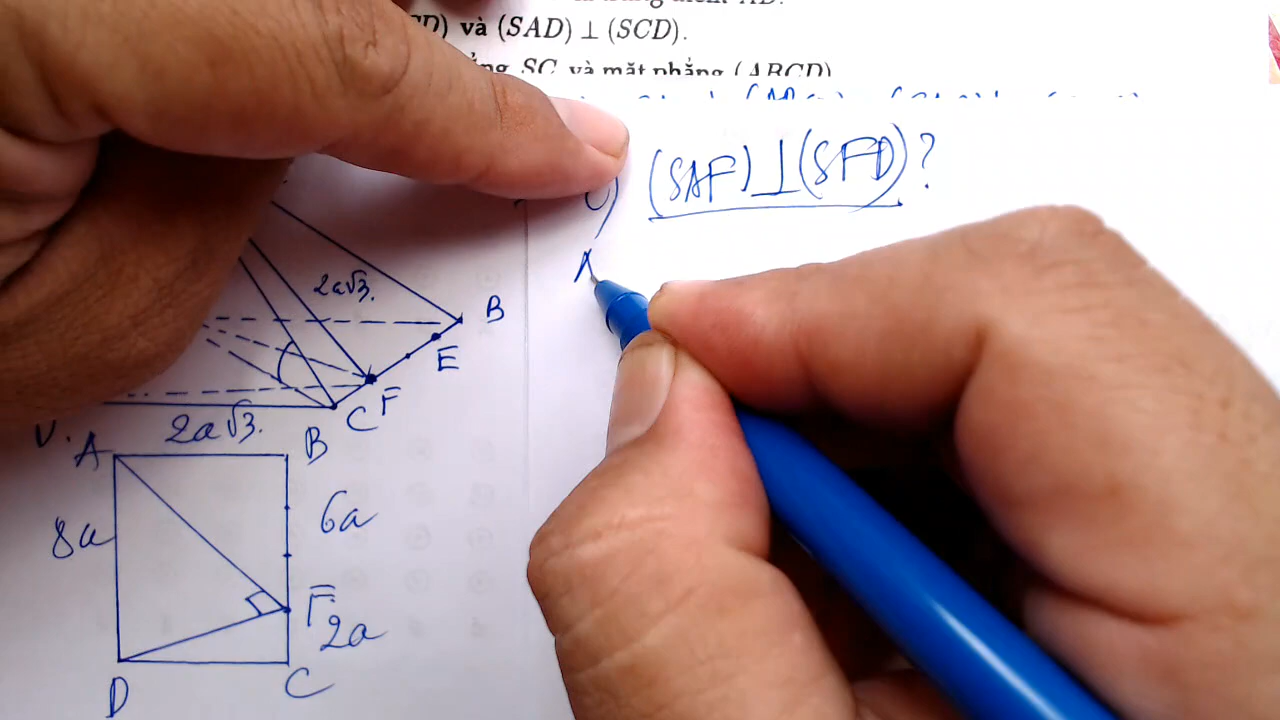 và (SAD) ⊥ (SCD).
SC và mặt phẳng (ABCD)
c) (SAF) ⊥ (SFD)?
A
2a√3.
B
E
F
C
2a√3.
A
B
8a
6a
F
2a
D
C